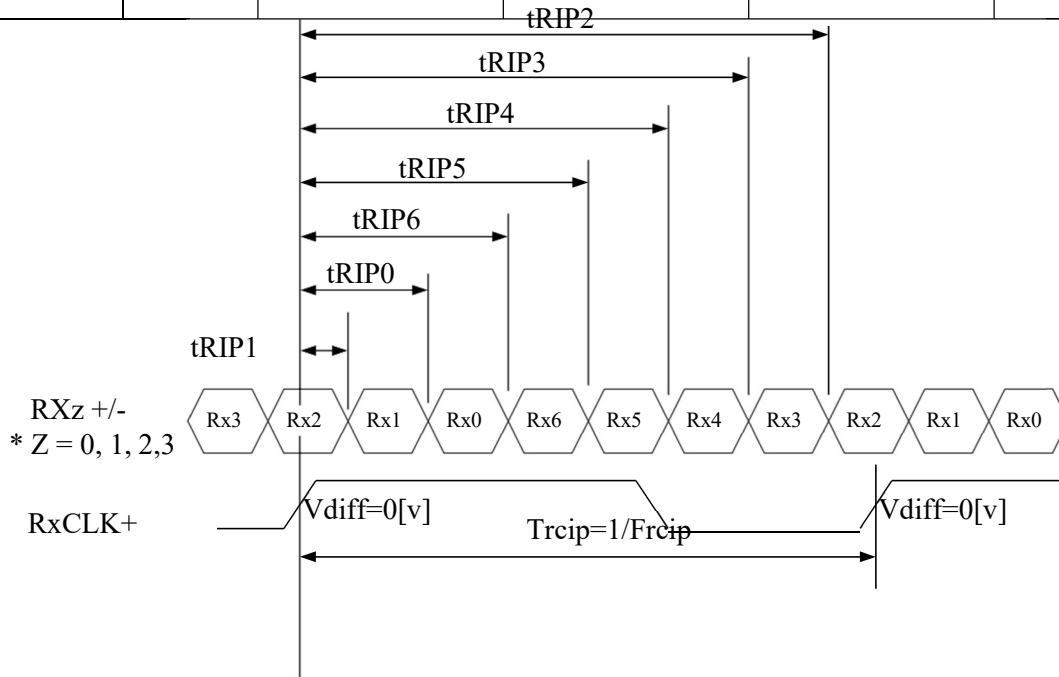 tRIP2
tRIP3
tRIP4
tRIP5
tRIP6
tRIP0
tRIP1
RXz +/-
* Z = 0, 1, 2,3
Rx3 Rx2 Rx1 Rx0 Rx6 Rx5 Rx4 Rx3 Rx2 Rx1 Rx0
RxCLK+
Vdiff=0[v] Vdiff=0[v]
Trcip=1/Frcip